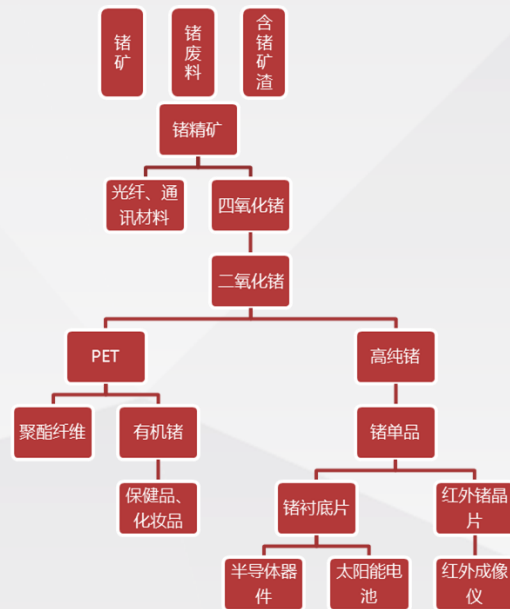 锗
矿
锗
废
料
含
锗
矿
渣
锗精矿
光纤、通
讯材料
四氧化锗
二氧化锗
PET
高纯锗
聚酯纤维
有机锗
锗单品
保健品、
化妆品
锗衬底片
红外锗晶
片
半导体器
件
太阳能电
池
红外成像
仪